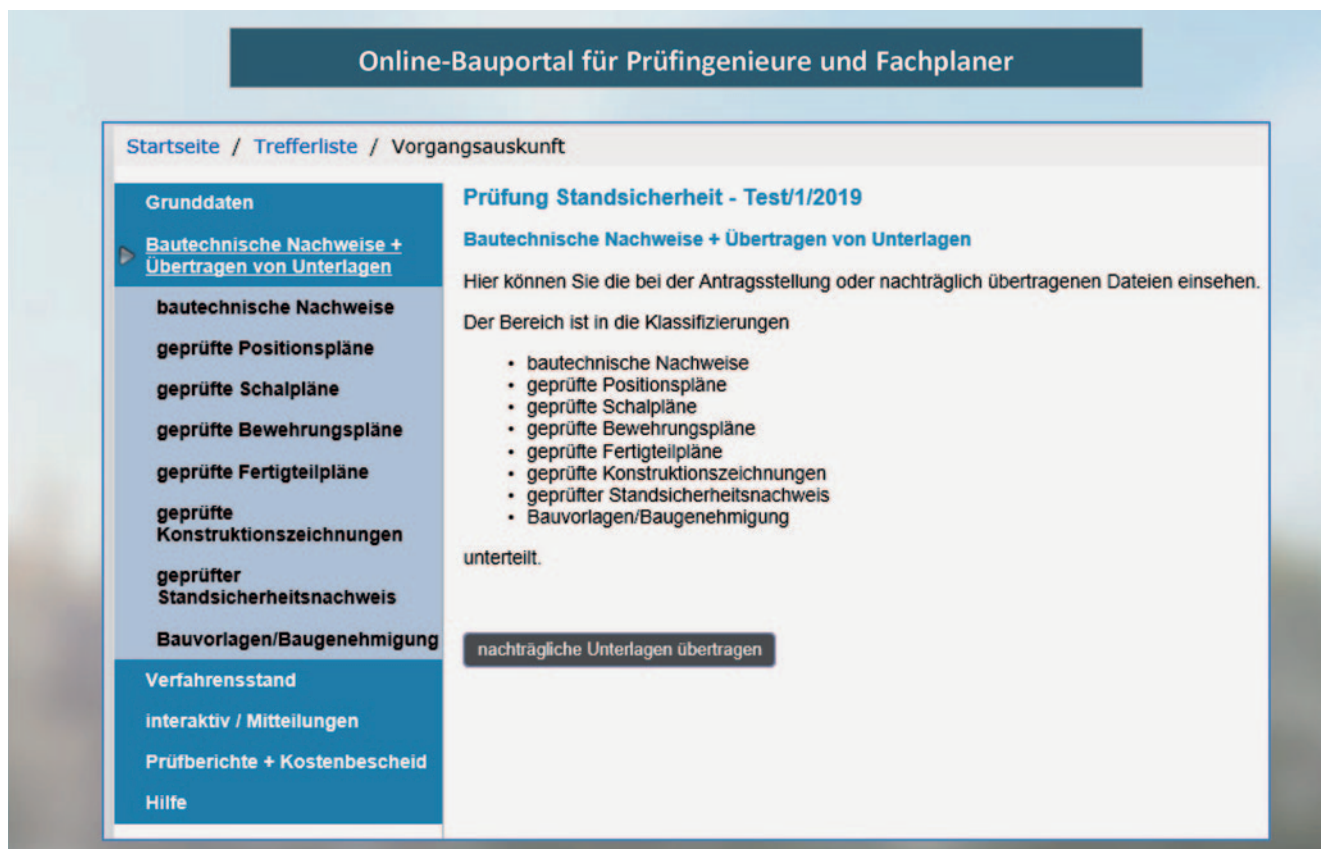 Online-Bauportal für Prüfingenieure und Fachplaner
Startseite / Trefferliste / Vorgangsauskunft
Grunddaten
Bautechnische Nachweise +
Übertragen von Unterlagen
bautechnische Nachweise
geprüfte Positionspläne
geprüfte Schalpläne
geprüfte Bewehrungspläne
geprüfte Fertigteilpläne
geprüfte
Konstruktionszeichnungen
geprüfter
Standsicherheitsnachweis
Bauvorlagen/Baugenehmigung
Verfahrensstand
interaktiv / Mitteilungen
Prüfberichte + Kostenbescheid
Hilfe
Prüfung Standsicherheit - Test/1/2019
Bautechnische Nachweise + Übertragen von Unterlagen
Hier können Sie die bei der Antragsstellung oder nachträglich übertragenen Dateien einsehen.
Der Bereich ist in die Klassifizierungen
• bautechnische Nachweise
• geprüfte Positionspläne
• geprüfte Schalpläne
• geprüfte Bewehrungspläne
• geprüfte Fertigteilpläne
• geprüfte Konstruktionszeichnungen
• geprüfter Standsicherheitsnachweis
• Bauvorlagen/Baugenehmigung
unterteilt.
nachträgliche Unterlagen übertragen